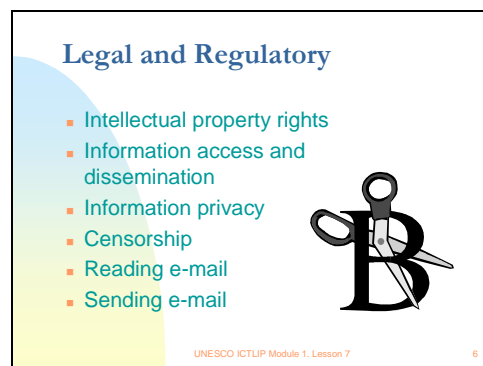 Legal and Regulatory
Intellectual property rights
Information access and
dissemination
Information privacy
Censorship
Reading e-mail
Sending e-mail
B
UNESCO ICTLIP Module 1. Lesson 7
6